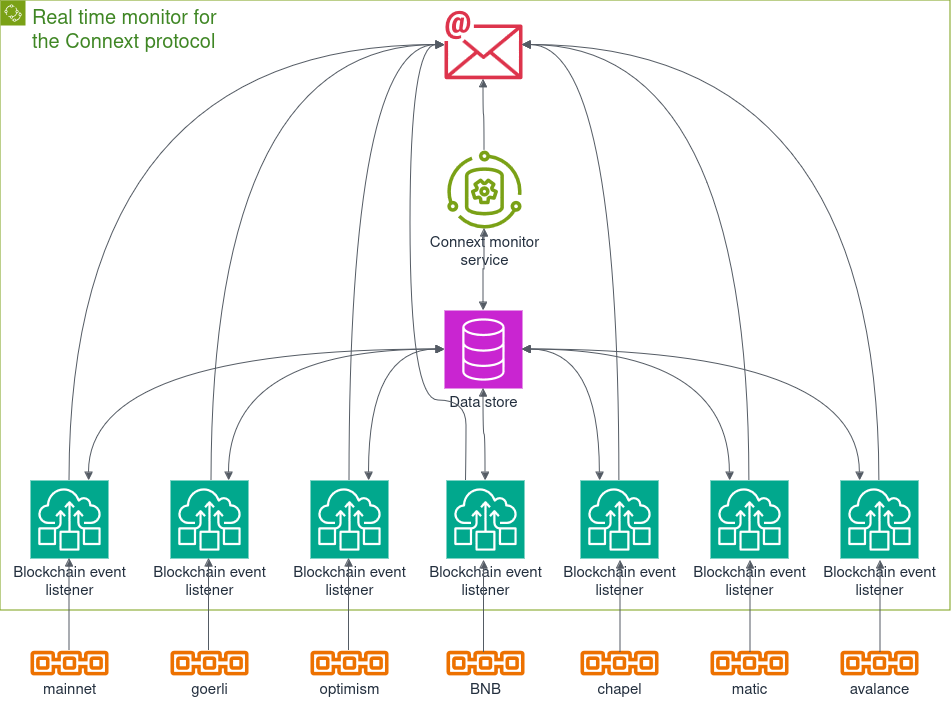 Real time monitor for
the Connext protocol
@
Connext monitor
service
Data store
Blockchain event
listener
Blockchain event
listener
Blockchain event
listener
Blockchain event
listener
Blockchain event
listener
Blockchain event
listener
Blockchain event
listener
mainnet
goerli
optimism
BNB
chapel
matic
avalance